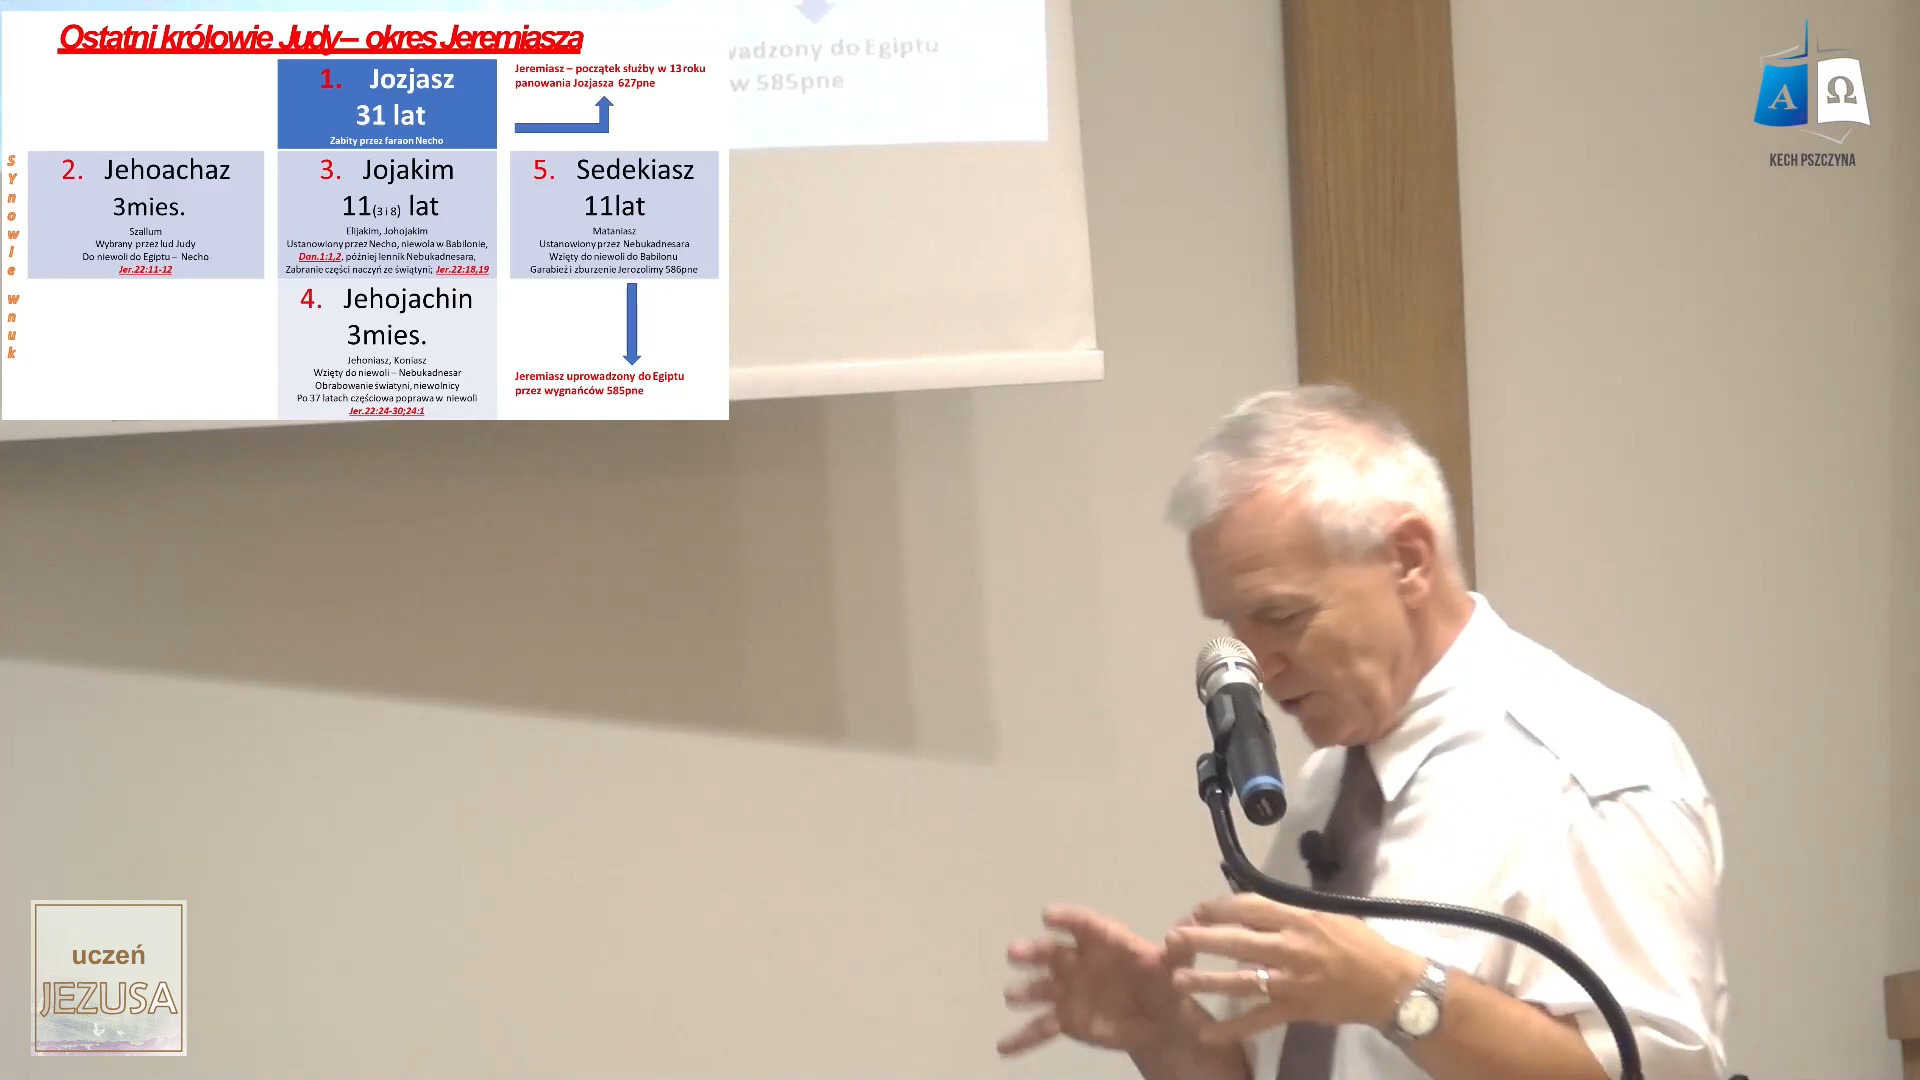 Ostatni królowie Judy – okres Jeremiasza
1. Jozjasz
31 lat
Zabity przez faraon Necho
Jeremiasz – początek służby w 13 roku
panowania Jozjasza 627pne
Synowie wnuk
2. Jehoachaz
3mies.
Szallum
Wybrany przez lud Judy
Do niewoli do Egiptu – Necho
Jer.22:11-12
3. Jojakim
11(3 i 8) lat
Elijakim, Johojakim
Ustanowiony przez Necho, niewola w Babilonie,
Dan.1:1,2, później lennik Nebukadnesara,
Zabranie części naczyń ze świątyni; Jer.22:18,19
5. Sedekiasz
11lat
Mataniasz
Ustanowiony przez Nebukadnesara
Wzięty do niewoli do Babilonu
Garabież i zburzenie Jerozolimy 586pne
4. Jehojachin
3mies.
Jehoniasz, Koniasz
Wzięty do niewoli – Nebukadnesar
Obrabowanie świątyni, niewolnicy
Po 37 latach częściowa poprawa w niewoli
Jer.22:24-30;24:1
Jeremiasz uprowadzony do Egiptu
przez wygnańców 585pne
wadzony do Egiptu
w 585pne
Α Ω
KECH PSZCZYNA
uczeń
JEZUSA